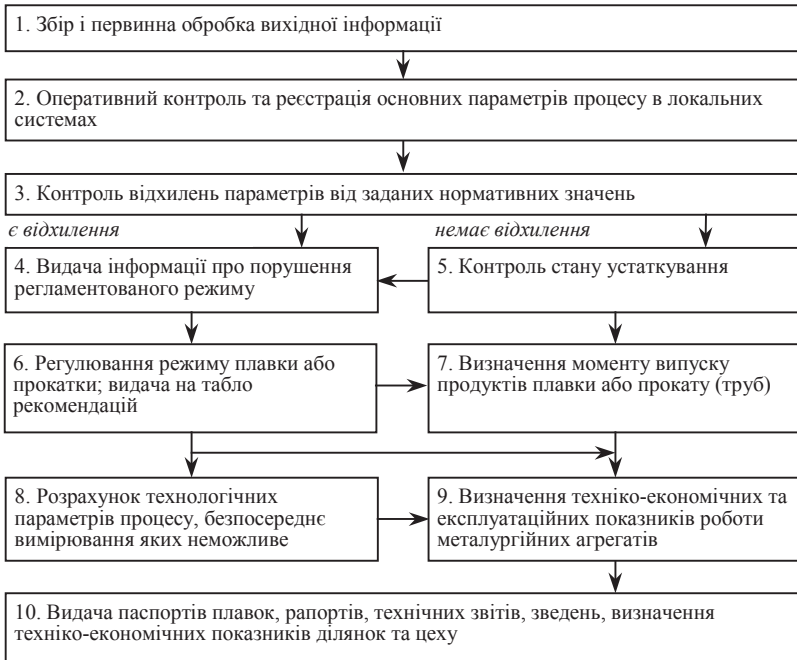 1. Збір і первинна обробка вихідної інформації
2. Оперативний контроль та реєстрація основних параметрів процесу в локальних
системах
3. Контроль відхилень параметрів від заданих нормативних значень
є відхилення
немає відхилення
4. Видача інформації про порушення
регламентованого режиму
5. Контроль стану устаткування
6. Регулювання режиму плавки або
прокатки; видача на табло
рекомендацій
7. Визначення моменту випуску
продуктів плавки або прокату (труб)
8. Розрахунок технологічних
параметрів процесу, безпосереднє
вимірювання яких неможливе
9. Визначення техніко-економічних та
експлуатаційних показників роботи
металургійних агрегатів
10. Видача паспортів плавок, рапортів, технічних звітів, зведень, визначення
техніко-економічних показників ділянок та цеху